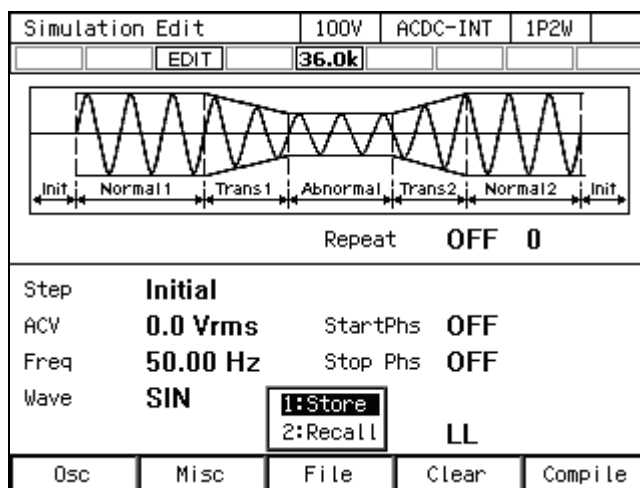 Simulation Edit 100V ACDC-INT 1P2W
EDIT 36.0k
Init Normal1 Trans1 Abnormal Trans2 Normal2 Init
Repeat OFF 0
Step Initial
ACV 0.0 Vrms StartPhs OFF
Freq 50.00 Hz Stop Phs OFF
Wave SIN
1:Store
2:Recall LL
Osc Misc File Clear Compile